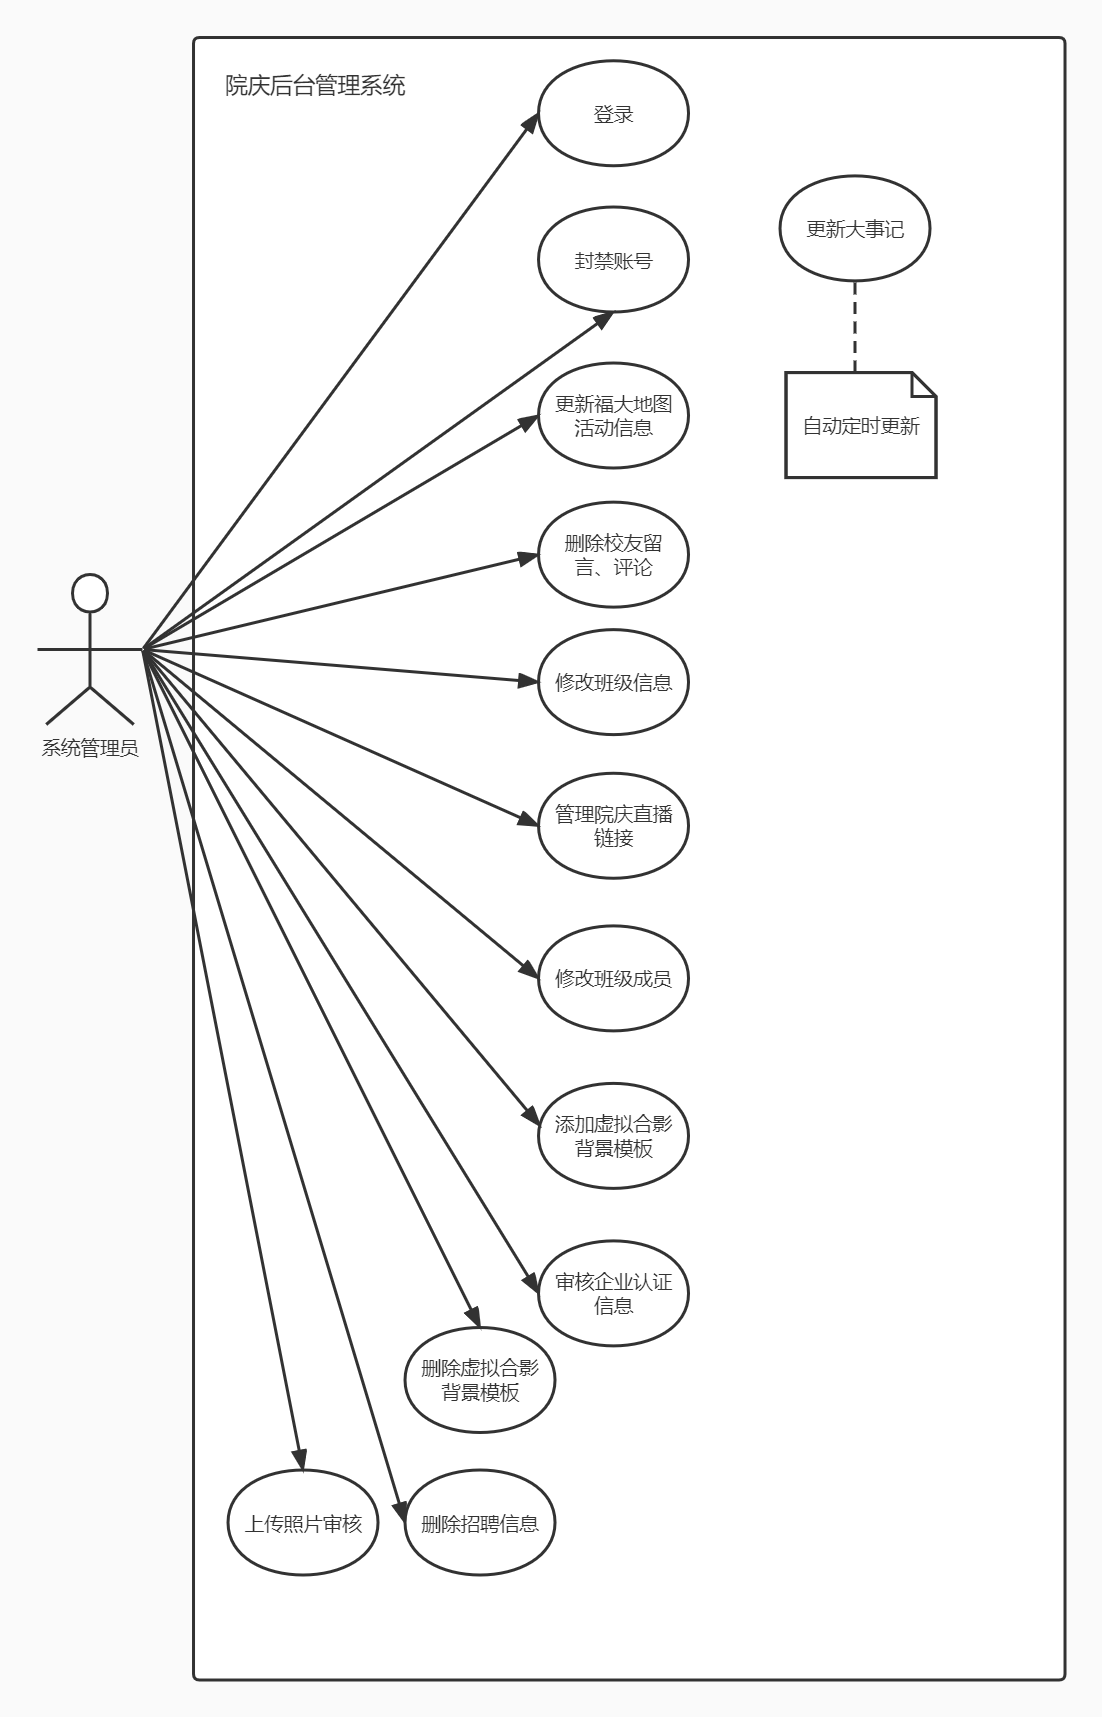 院庆后台管理系统
登录
更新大事记
封禁账号
更新福大地图
活动信息
自动定时更新
删除校友留
言、评论
修改班级信息
系统管理员
管理院庆直播
链接
修改班级成员
添加虚拟合影
背景模板
审核企业认证
信息
删除虚拟合影
背景模板
上传照片审核
删除招聘信息